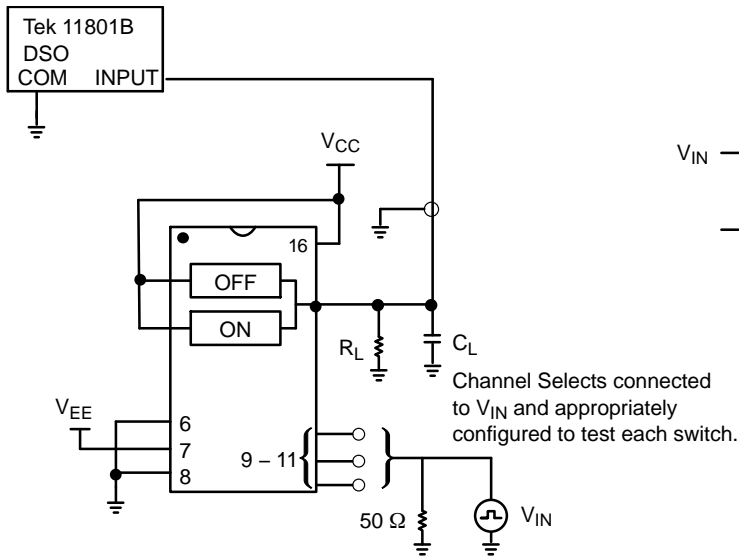 Tek 11801B
DSO
COM INPUT
V_CC
V_IN
16
OFF
ON
R_L
C_L
Channel Selects connected
to V_IN and appropriately
configured to test each switch.
V_EE
6
7
8
9 – 11
50 Ω
V_IN